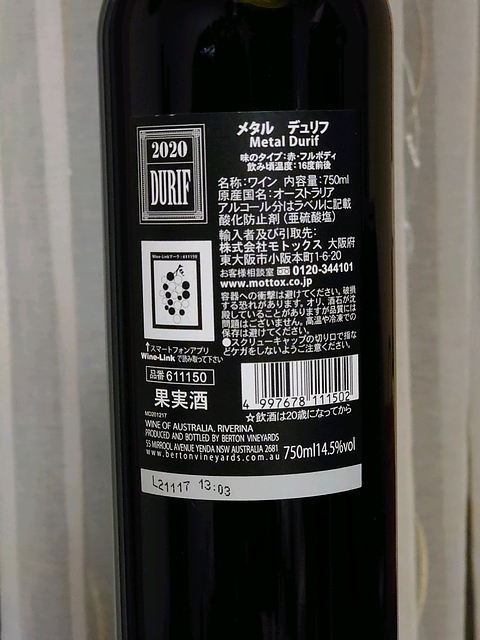 2020
DURIF
メタル デュリフ
Metal Durif
味のタイプ：赤・フルボディ
飲み頃温度：16度前後
名称：ワイン 内容量：750ml
原産国名：オーストラリア
アルコール分はラベルに記載
酸化防止剤（亜硫酸塩）
輸入者及び引取先：
株式会社モトックス 大阪府
東大阪市小阪本町1-6-20
お客様相談室 0120-344101
www.mottox.co.jp
容器への衝撃は避けてください。破損
する恐れがあります。オリ、酒石が沈
殿していることがありますが品質には
問題はございません。高温や冷凍での
保存は避けてください。
●スクリューキャップの切り口で指な
どケガをしないようご注意ください。
Wine-Linkマーク：611150
↑スマートフォンアプリ
Wine-Link で読み取って下さい
品番 611150
果実酒
4 997678 111502
☆飲酒は20歳になってから
MD201217
WINE OF AUSTRALIA. RIVERINA
PRODUCED AND BOTTLED BY BERTON VINEYARDS
55 MIRROOL AVENUE YENDA NSW AUSTRALIA 2681
www.bertonvineyards.com.au
750ml14.5%vol
L21117 13:03